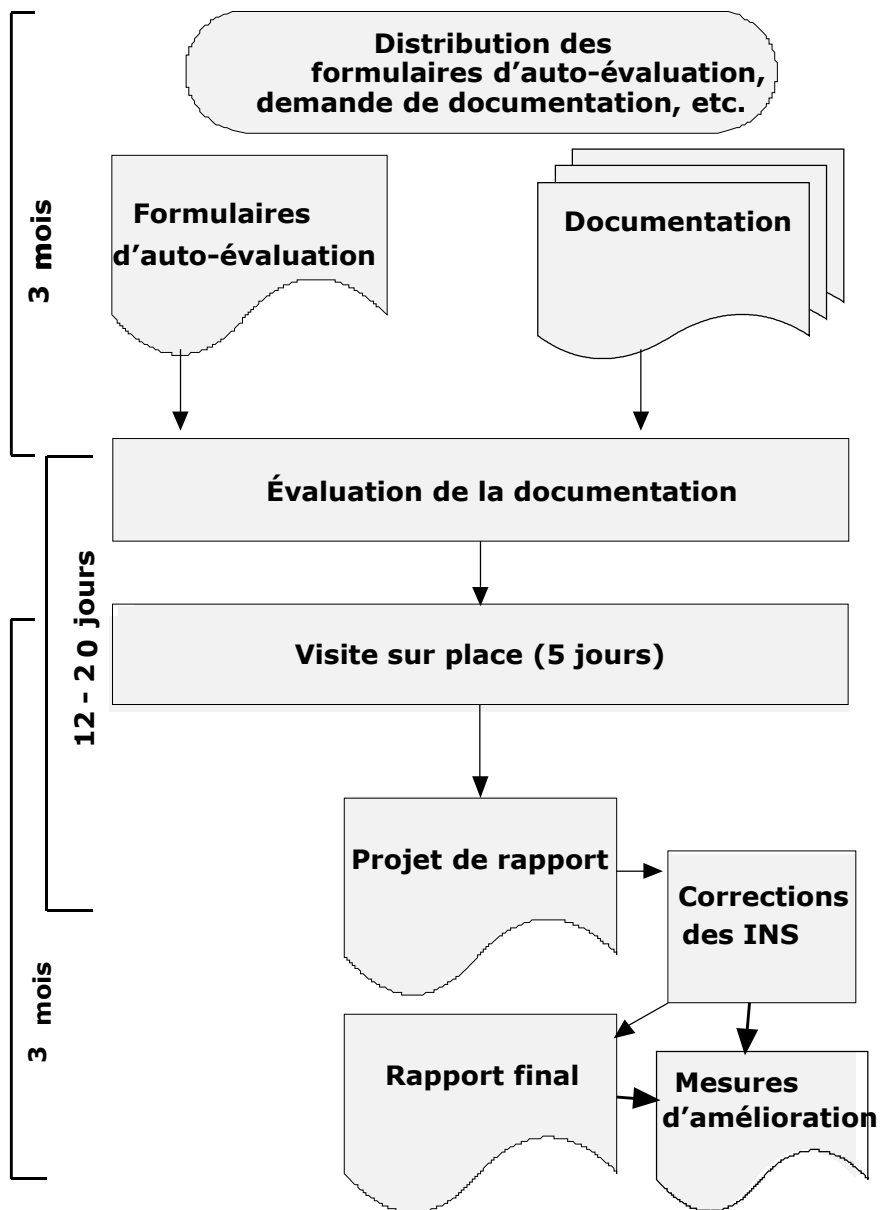 Distribution des
formulaires d’auto-évaluation,
demande de documentation, etc.
3 mois
Formulaires
d’auto-évaluation
Documentation
Évaluation de la documentation
12 - 20 jours
Visite sur place (5 jours)
Projet de rapport
Corrections
des INS
3 mois
Rapport final
Mesures
d’amélioration